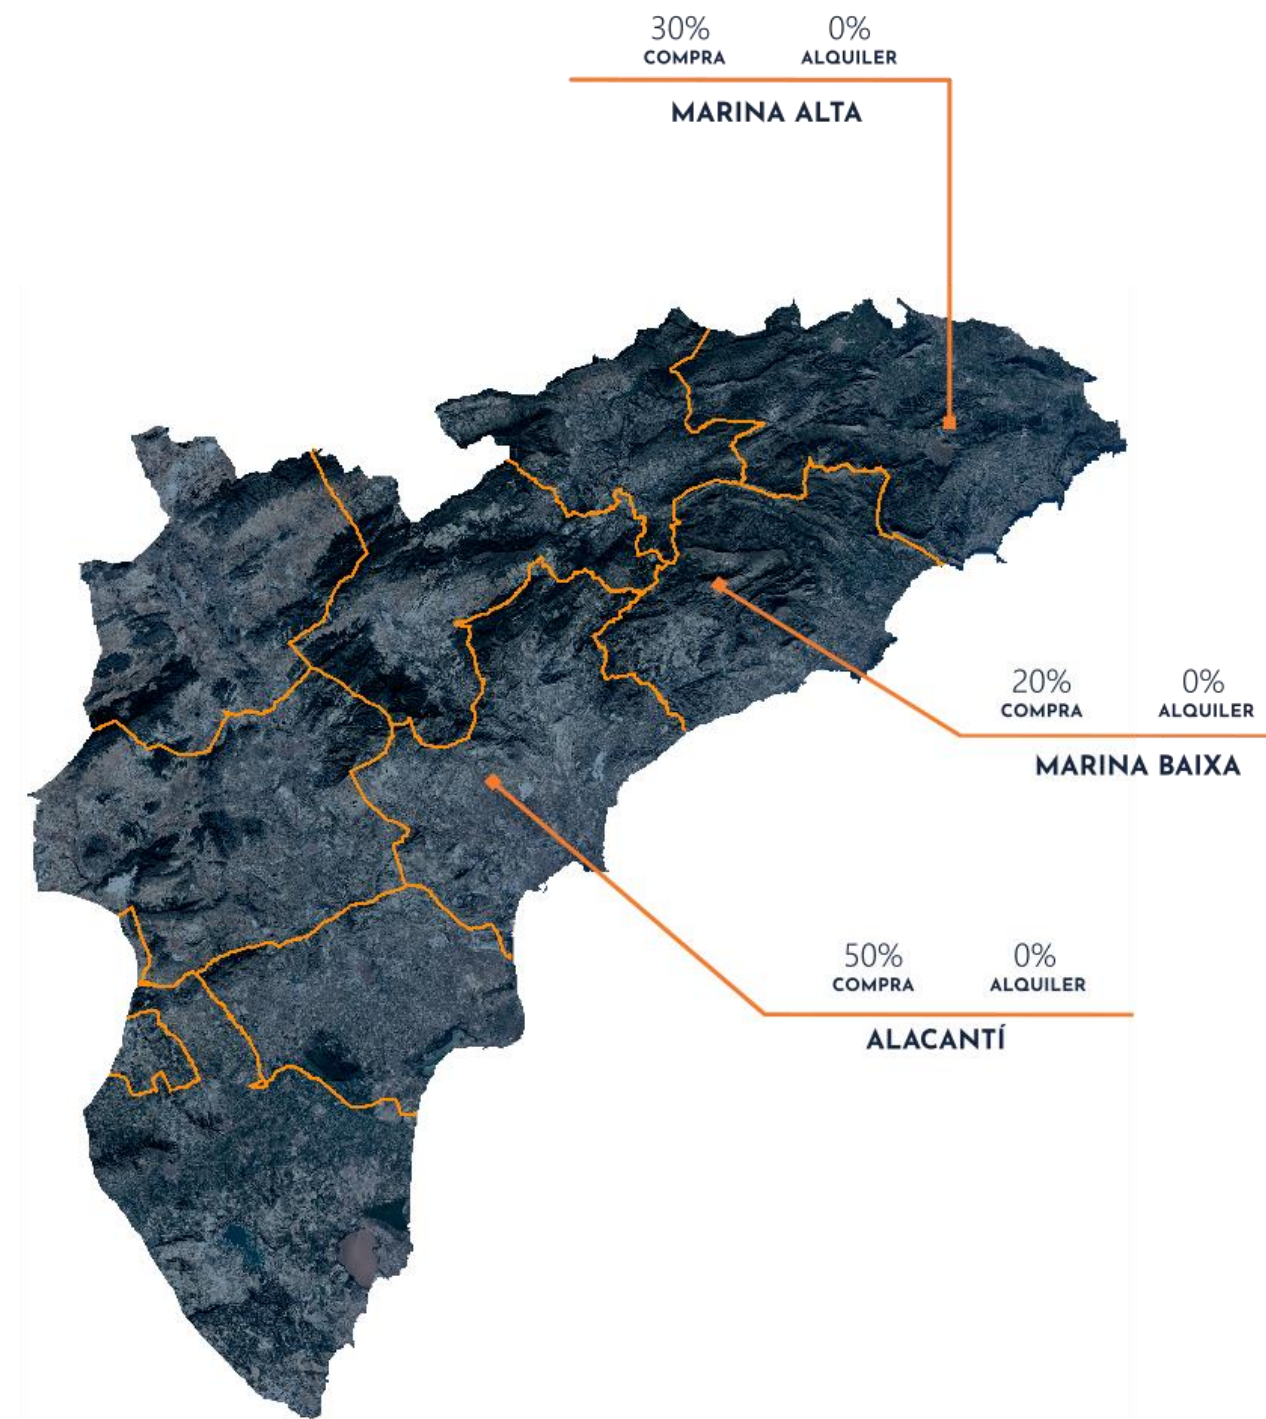 30% 0%
COMPRA ALQUILER
MARINA ALTA
20% 0%
COMPRA ALQUILER
MARINA BAIXA
50% 0%
COMPRA ALQUILER
ALACANTÍ